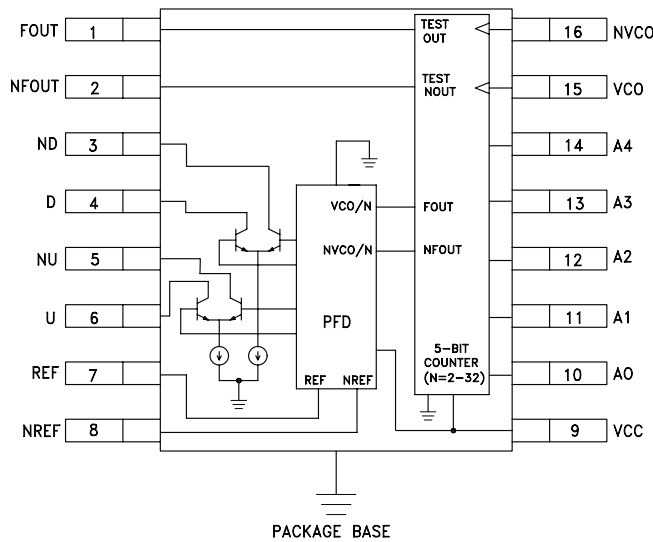 FOUT 1
NFOUT 2
ND 3
D 4
NU 5
U 6
REF 7
NREF 8
TEST
OUT
TEST
NOUT
VCO/N
FOUT
NVCO/N
NFOUT
PFD
REF NREF
5-BIT
COUNTER
(N=2-32)
16 NVCO
15 VCO
14 A4
13 A3
12 A2
11 A1
10 A0
9 VCC
PACKAGE BASE